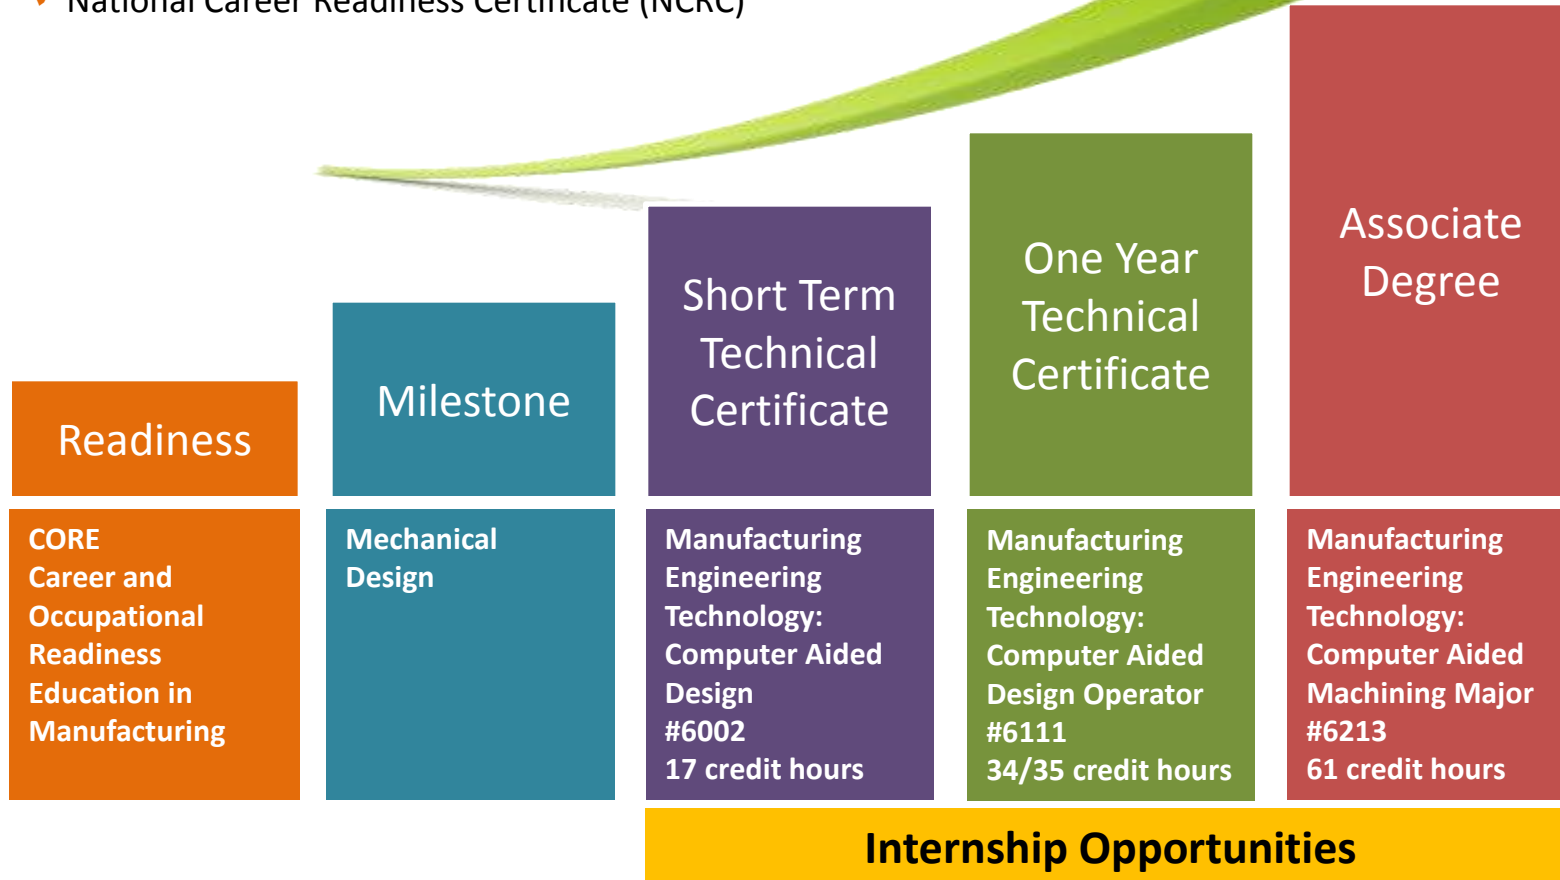 National Career Readiness Certificate (NCRC)
Readiness
Milestone
Short Term
Technical
Certificate
One Year
Technical
Certificate
Associate
Degree
CORE
Career and
Occupational
Readiness
Education in
Manufacturing
Mechanical
Design
Manufacturing
Engineering
Technology:
Computer Aided
Design
#6002
17 credit hours
Manufacturing
Engineering
Technology:
Computer Aided
Design Operator
#6111
34/35 credit hours
Manufacturing
Engineering
Technology:
Computer Aided
Machining Major
#6213
61 credit hours
Internship Opportunities